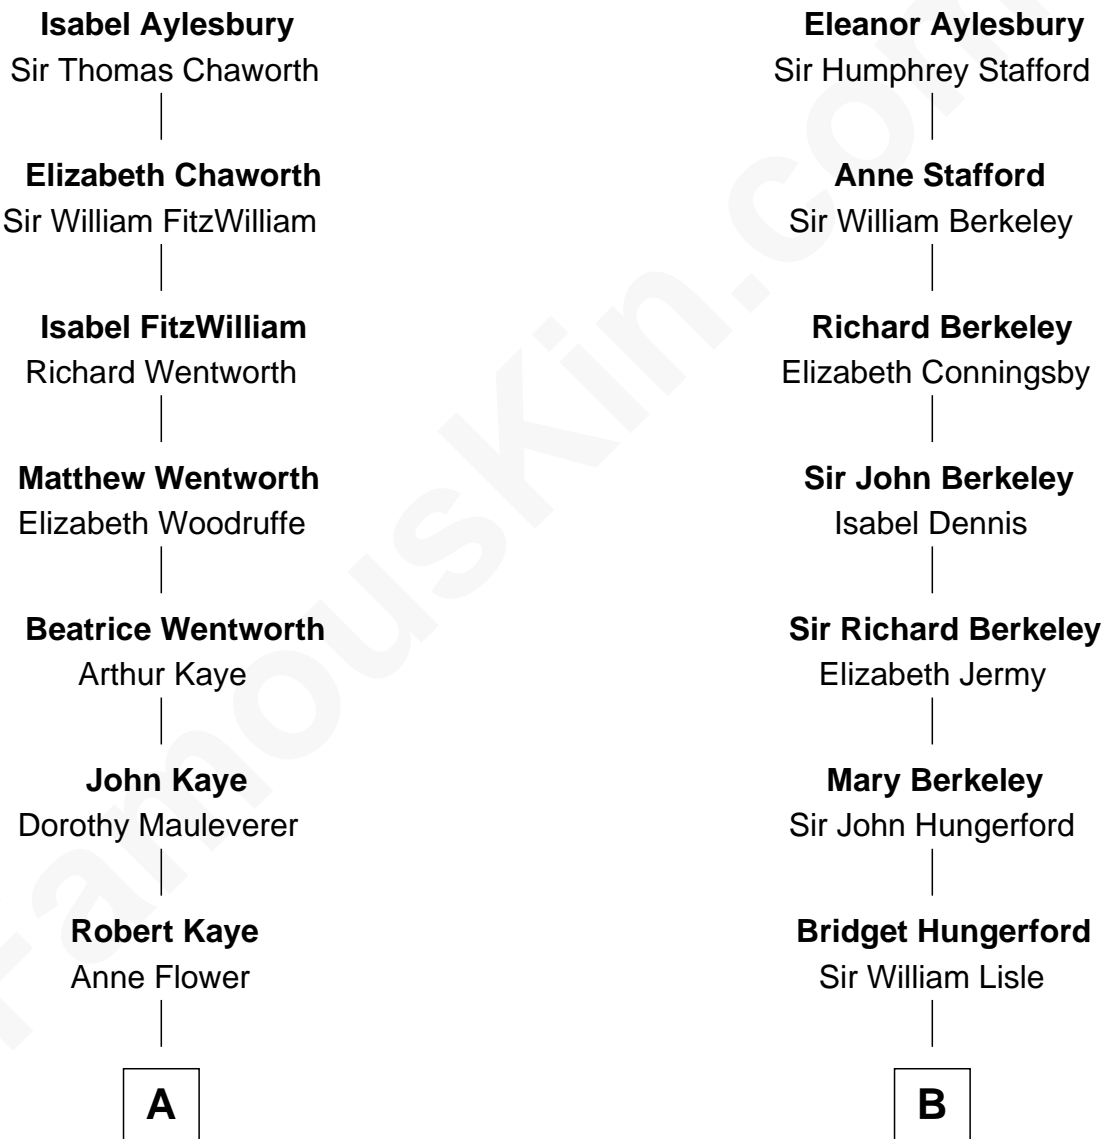 Isabel Aylesbury
Sir Thomas Chaworth
Elizabeth Chaworth
Sir William FitzWilliam
Isabel FitzWilliam
Richard Wentworth
Matthew Wentworth
Elizabeth Woodruffe
Beatrice Wentworth
Arthur Kaye
John Kaye
Dorothy Mauleverer
Robert Kaye
Anne Flower
A
Eleanor Aylesbury
Sir Humphrey Stafford
Anne Stafford
Sir William Berkeley
Richard Berkeley
Elizabeth Conningsby
Sir John Berkeley
Isabel Dennis
Sir Richard Berkeley
Elizabeth Jermy
Mary Berkeley
Sir John Hungerford
Bridget Hungerford
Sir William Lisle
B
FamousKin.com